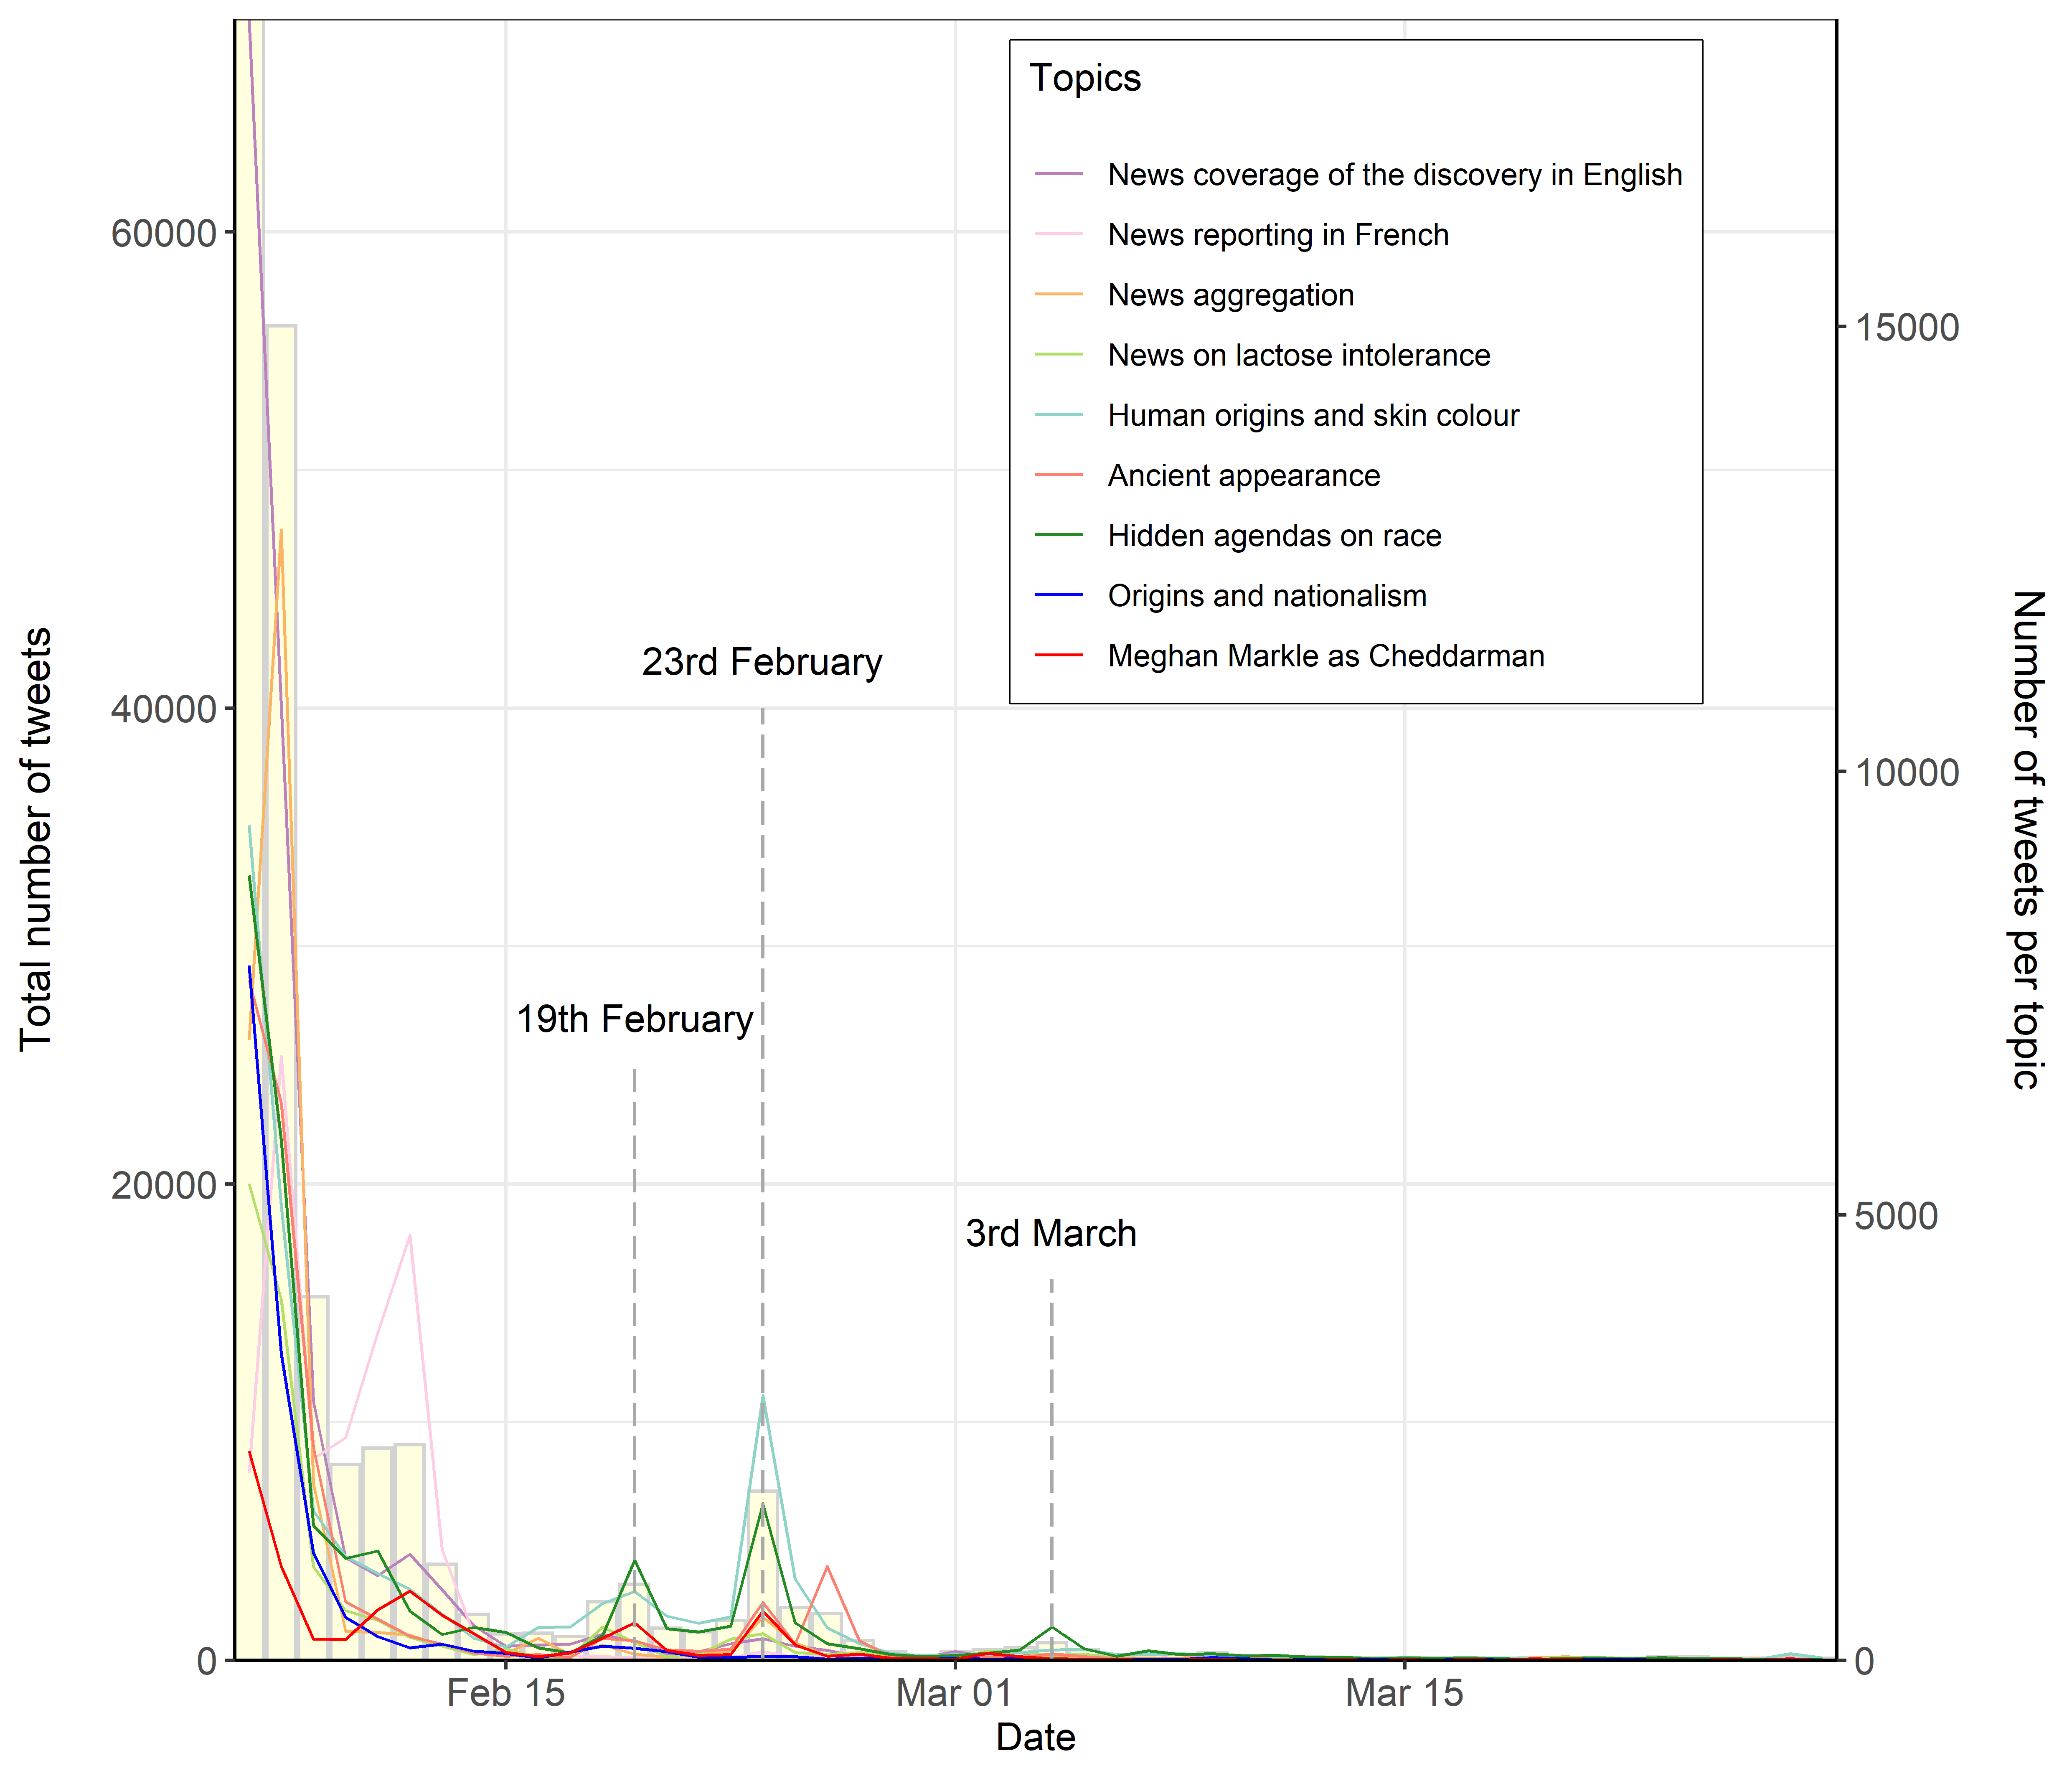 Topics
News coverage of the discovery in English
News reporting in French
News aggregation
News on lactose intolerance
Human origins and skin colour
Ancient appearance
Hidden agendas on race
Origins and nationalism
Meghan Markle as Cheddarman
Total number of tweets
60000
40000
20000
0
23rd February
19th February
3rd March
15000
10000
5000
0
Number of tweets per topic
Feb 15
Mar 01
Mar 15
Date